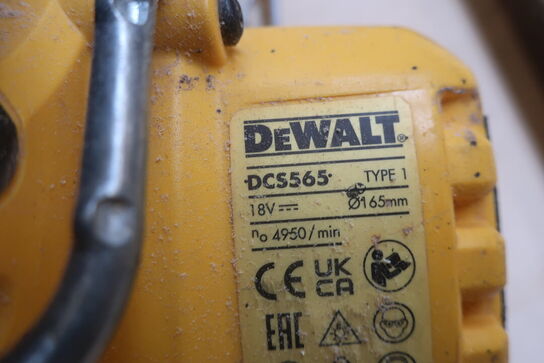 DEWALT®
·DCS565· TYPE 1
18V⎓ Ø165mm
n₀ 4950/min
CE UK CA
EAC